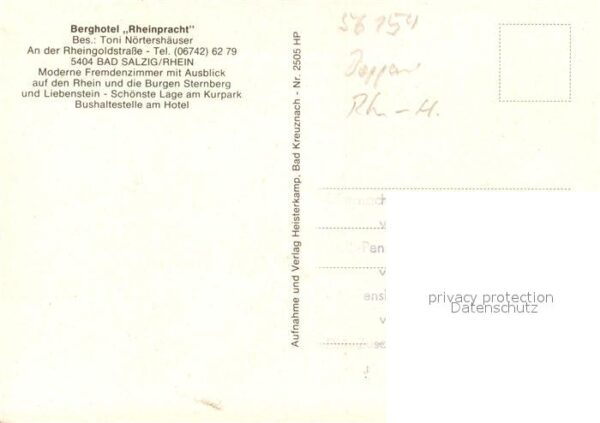 Berghotel „Rheinpracht"
Bes.: Toni Nörtershäuser
An der Rheingoldstraße - Tel. (06742) 62 79
5404 BAD SALZIG/RHEIN
Moderne Fremdenzimmer mit Ausblick
auf den Rhein und die Burgen Sternberg
und Liebenstein - Schönste Lage am Kurpark
Bushaltestelle am Hotel
Aufnahme und Verlag Heisterkamp, Bad Kreuznach - Nr. 2505 HP
56154
Rh. - H.
privacy protection
Datenschutz